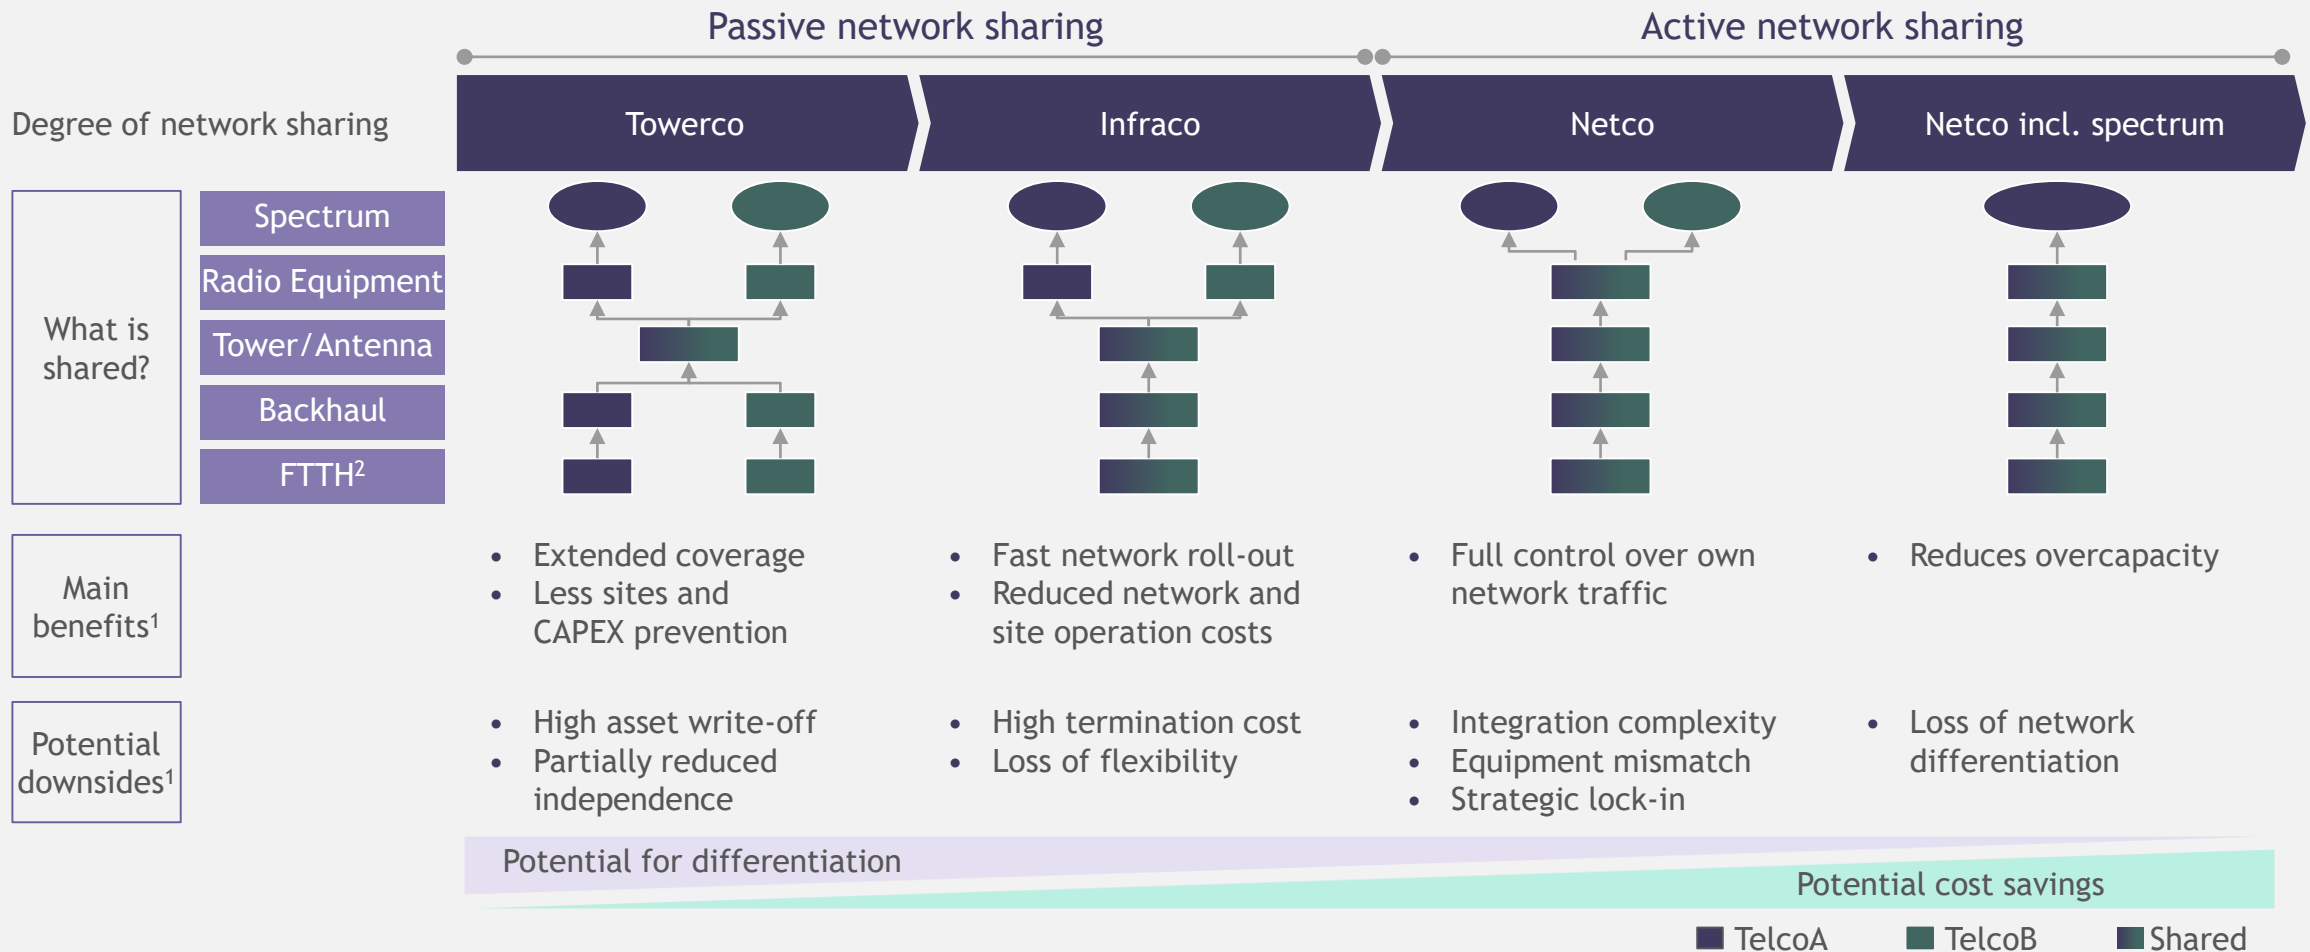 Passive network sharing
Active network sharing
Degree of network sharing
Towerco
Infraco
Netco
Netco incl. spectrum
What is
shared?
Spectrum
Radio Equipment
Tower/Antenna
Backhaul
FTTH²
Main
benefits¹
• Extended coverage
• Less sites and
CAPEX prevention
• Fast network roll-out
• Reduced network and
site operation costs
• Full control over own
network traffic
• Reduces overcapacity
Potential
downsides¹
• High asset write-off
• Partially reduced
independence
• High termination cost
• Loss of flexibility
• Integration complexity
• Equipment mismatch
• Strategic lock-in
• Loss of network
differentiation
Potential for differentiation
Potential cost savings
TelcoA
TelcoB
Shared